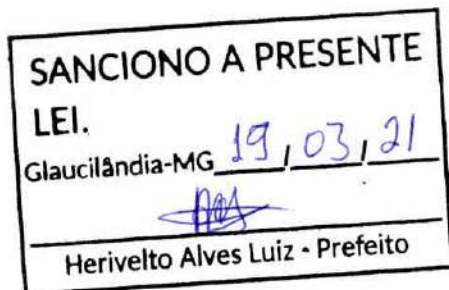 SANCIONO A PRESENTE
LEI.
Glaucilândia-MG 19 / 03 / 21
Herivelto Alves Luiz - Prefeito